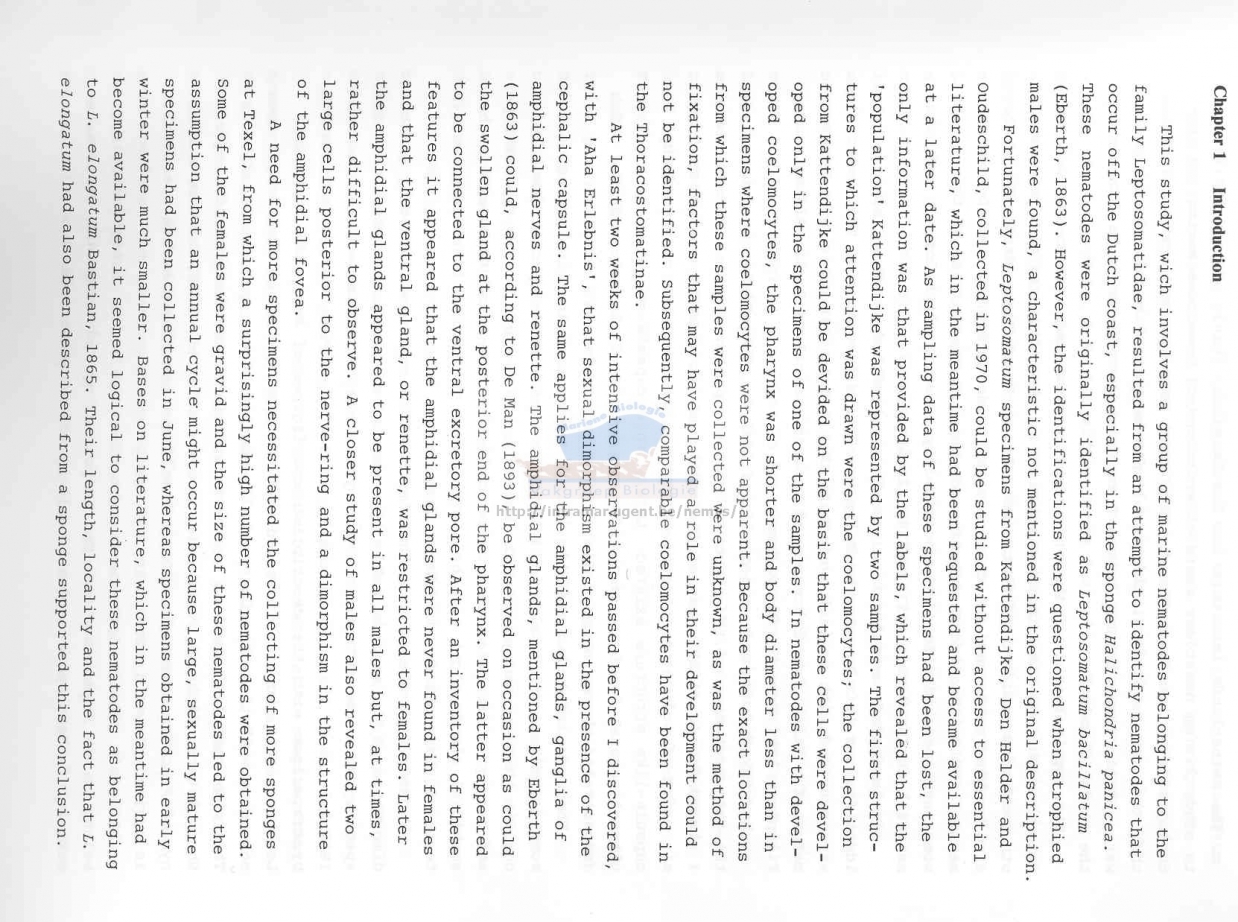 Chapter 1 Introduction
This study, wich involves a group of marine nematodes belonging to the
family Leptosomatidae, resulted from an attempt to identify nematodes that
occur off the Dutch coast, especially in the sponge Halichondria panicea.
These nematodes were originally identified as Leptosomatum bacillatum
(Eberth, 1863). However, the identifications were questioned when atrophied
males were found, a characteristic not mentioned in the original description.
Fortunately, Leptosomatum specimens from Kattendijke, Den Helder and
Oudeschild, collected in 1970, could be studied without access to essential
literature, which in the meantime had been requested and became available
at a later date. As sampling data of these specimens had been lost, the
only information was that provided by the labels, which revealed that the
'population' Kattendijke was represented by two samples. The first struc-
tures to which attention was drawn were the coelomocytes; the collection
from Kattendijke could be devided on the basis that these cells were devel-
oped only in the specimens of one of the samples. In nematodes with devel-
oped coelomocytes, the pharynx was shorter and body diameter less than in
specimens where coelomocytes were not apparent. Because the exact locations
from which these samples were collected were unknown, as was the method of
fixation, factors that may have played a role in their development could
not be identified. Subsequently, comparable coelomocytes have been found in
the Thoracostomatinae.
At least two weeks of intensive observations passed before I discovered,
with 'Aha Erlebnis', that sexual dimorphism existed in the presence of the
cephalic capsule. The same applies for the amphidial glands, ganglia of
amphidial nerves and renette. The amphidial glands, mentioned by Eberth
(1863) could, according to De Man (1893) be observed on occasion as could
the swollen gland at the posterior end of the pharynx. The latter appeared
to be connected to the ventral excretory pore. After an inventory of these
features it appeared that the amphidial glands were never found in females
and that the ventral gland, or renette, was restricted to females. Later
the amphidial glands appeared to be present in all males but, at times,
rather difficult to observe. A closer study of males also revealed two
large cells posterior to the nerve-ring and a dimorphism in the structure
of the amphidial fovea.
A need for more specimens necessitated the collecting of more sponges
at Texel, from which a surprisingly high number of nematodes were obtained.
Some of the females were gravid and the size of these nematodes led to the
assumption that an annual cycle might occur because large, sexually mature
specimens had been collected in June, whereas specimens obtained in early
winter were much smaller. Bases on literature, which in the meantime had
become available, it seemed logical to consider these nematodes as belonging
to L. elongatum Bastian, 1865. Their length, locality and the fact that L.
elongatum had also been described from a sponge supported this conclusion.